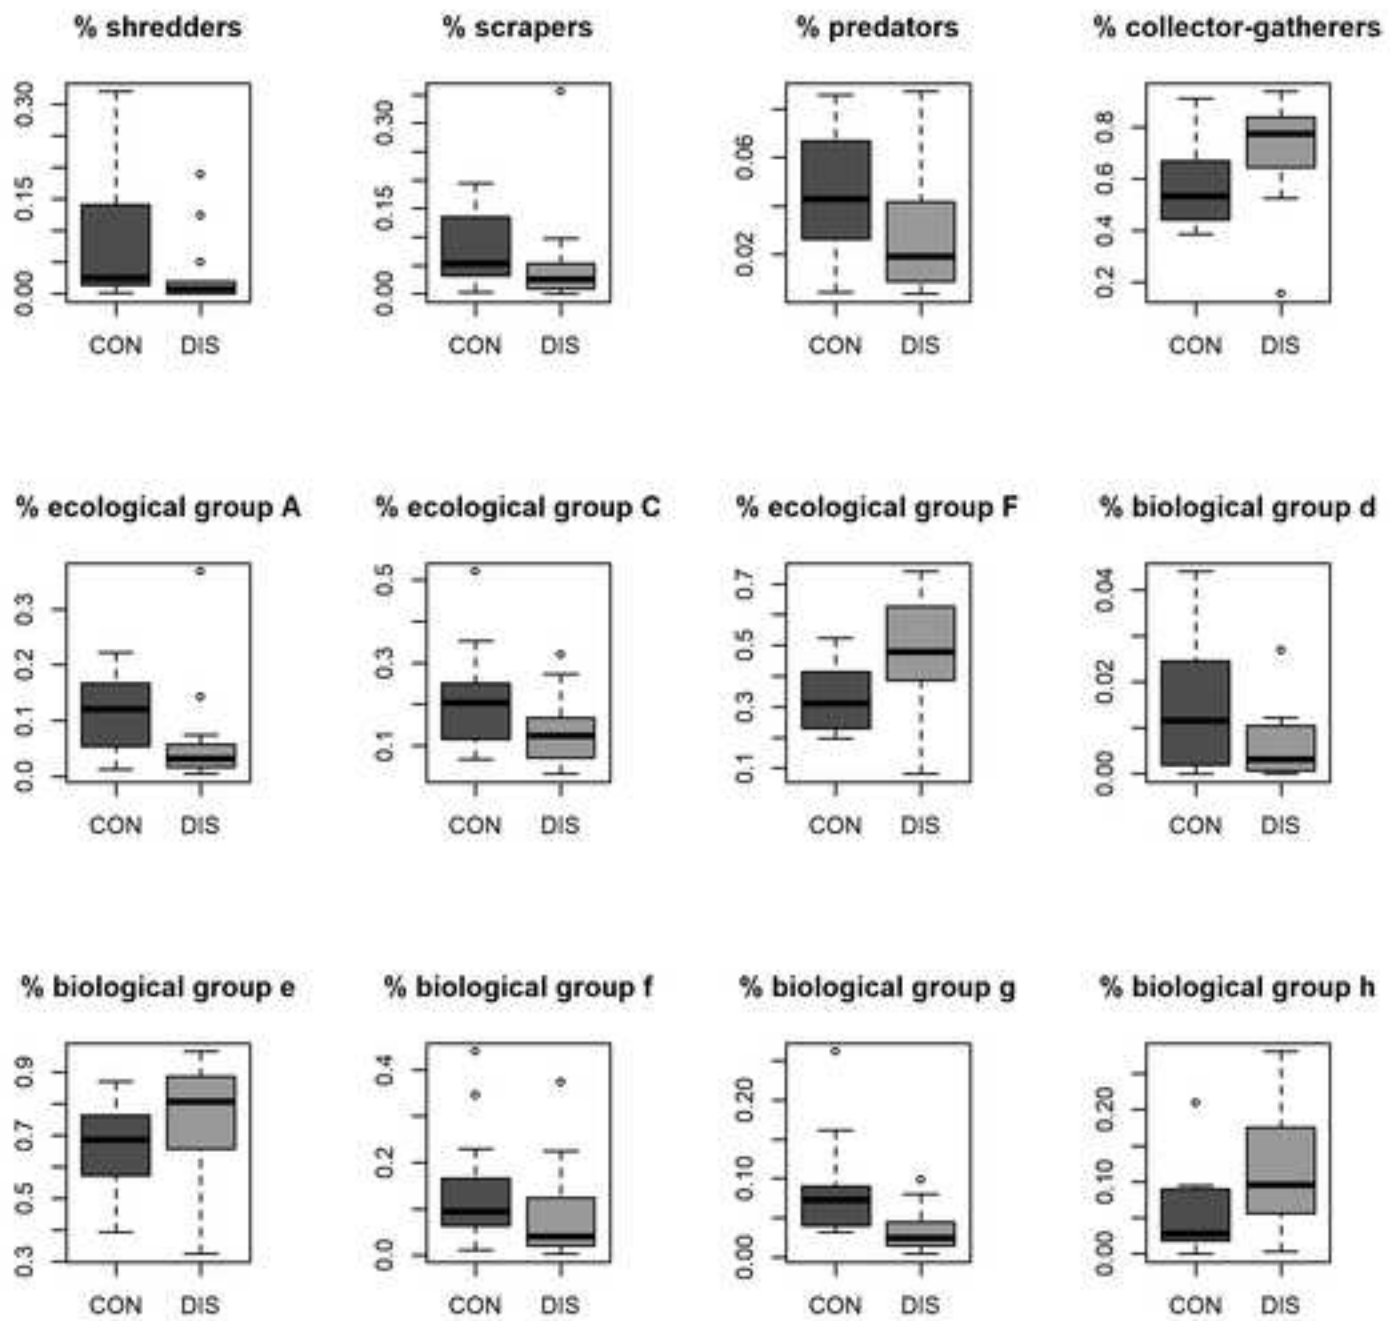 % shredders
% scrapers
% predators
% collector-gatherers
0.30
0.15
0.00
CON
DIS
0.30
0.15
0.00
CON
DIS
0.06
0.02
CON
DIS
0.8
0.6
0.4
0.2
CON
DIS
% ecological group A
% ecological group C
% ecological group F
% biological group d
0.3
0.2
0.1
0.0
CON
DIS
0.5
0.3
0.1
CON
DIS
0.7
0.5
0.3
0.1
CON
DIS
0.04
0.02
0.00
CON
DIS
% biological group e
% biological group f
% biological group g
% biological group h
0.9
0.7
0.5
0.3
CON
DIS
0.4
0.2
0.0
CON
DIS
0.20
0.10
0.00
CON
DIS
0.20
0.10
0.00
CON
DIS